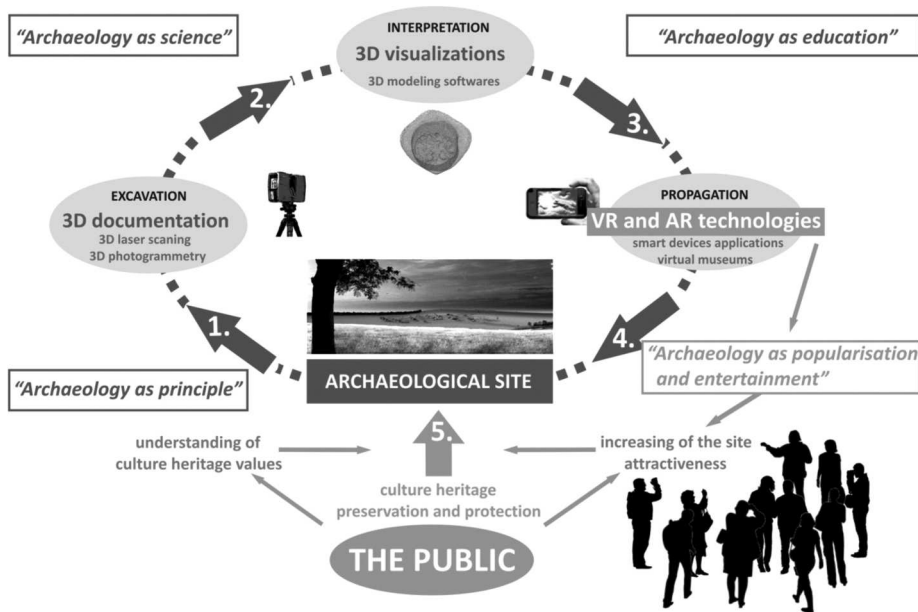 "Archaeology as science"
INTERPRETATION
3D visualizations
3D modeling softwares
"Archaeology as education"
2.
3.
EXCAVATION
3D documentation
3D laser scaning
3D photogrammetry
PROPAGATION
VR and AR technologies
smart devices applications
virtual museums
1.
4.
"Archaeology as principle"
ARCHAEOLOGICAL SITE
"Archaeology as popularisation
and entertainment"
5.
understanding of
culture heritage values
increasing of the site
attractiveness
culture heritage
preservation and protection
THE PUBLIC